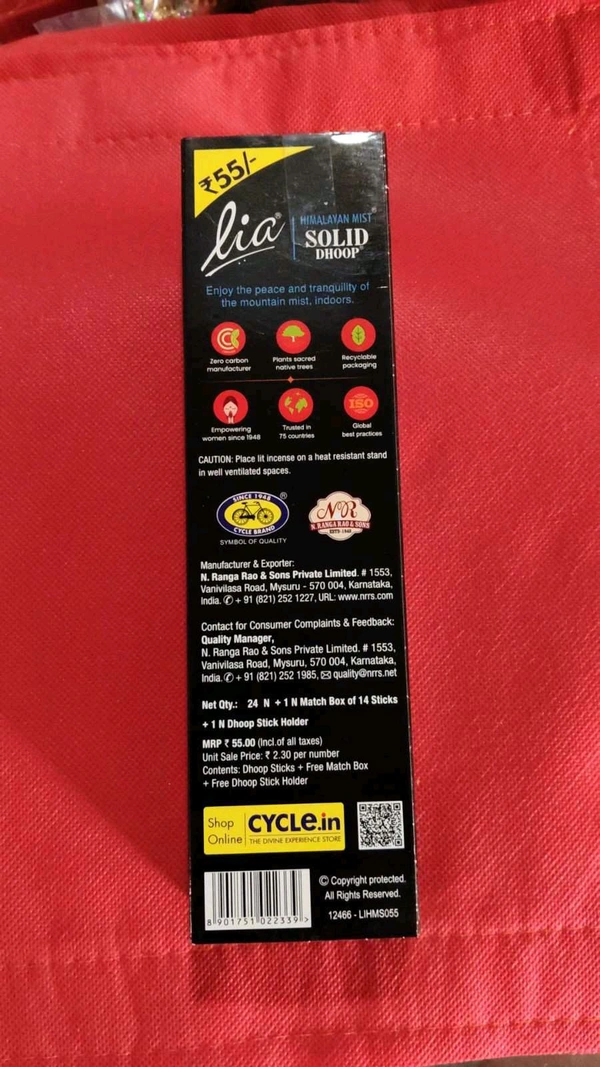 ₹55/-
lia®
HIMALAYAN MIST
SOLID
DHOOP
Enjoy the peace and tranquility of
the mountain mist, indoors.
Zero carbon
manufacturer
Plants sacred
native trees
Recyclable
packaging
Empowering
women since 1948
Trusted in
75 countries
ISO
Global
best practices
CAUTION: Place lit incense on a heat resistant stand
in well ventilated spaces.
SINCE 1948
CYCLE BRAND
®
SYMBOL OF QUALITY
NR
N. RANGA RAO & SONS
ESTD 1948
Manufacturer & Exporter:
N. Ranga Rao & Sons Private Limited. # 1553,
Vanivilasa Road, Mysuru - 570 004, Karnataka,
India. ✆ + 91 (821) 252 1227, URL: www.nrrs.com
Contact for Consumer Complaints & Feedback:
Quality Manager,
N. Ranga Rao & Sons Private Limited. # 1553,
Vanivilasa Road, Mysuru, 570 004, Karnataka,
India. ✆ + 91 (821) 252 1985, ✉ quality@nrrs.net
Net Qty.: 24 N + 1 N Match Box of 14 Sticks
+ 1 N Dhoop Stick Holder
MRP ₹ 55.00 (Incl.of all taxes)
Unit Sale Price: ₹ 2.30 per number
Contents: Dhoop Sticks + Free Match Box
+ Free Dhoop Stick Holder
Shop
Online
CYCLE.in
THE DIVINE EXPERIENCE STORE
© Copyright protected.
All Rights Reserved.
12466 - LIHMS055
8 901751 022339 >